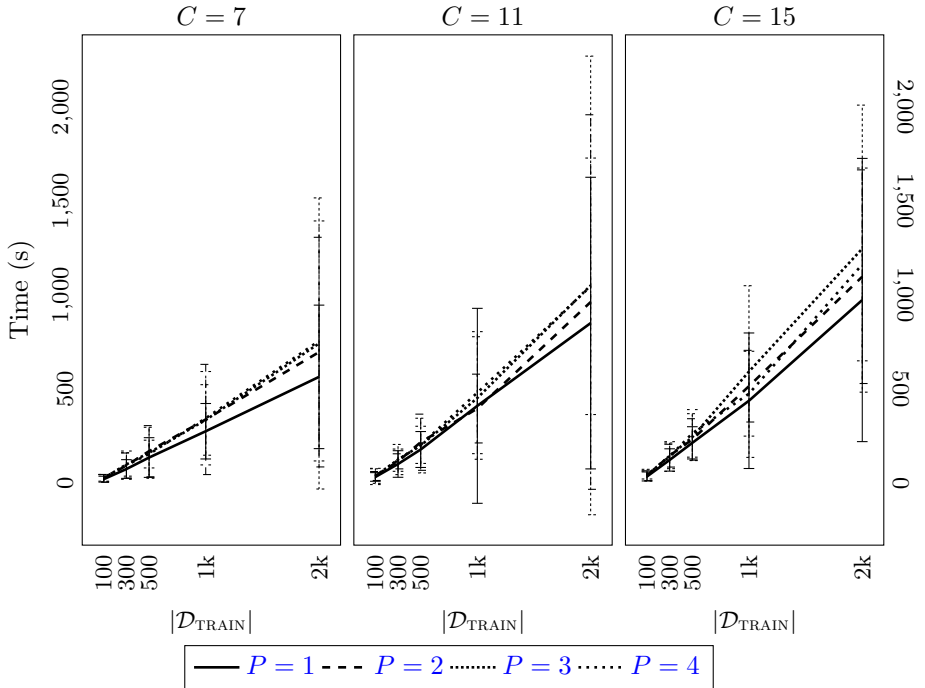 C = 7
C = 11
C = 15
Time (s)
2,000
1,500
1,000
500
0
2,000
1,500
1,000
500
0
100
300
500
1k
2k
100
300
500
1k
2k
100
300
500
1k
2k
|𝒟TRAIN|
|𝒟TRAIN|
|𝒟TRAIN|
P = 1 P = 2 P = 3 P = 4